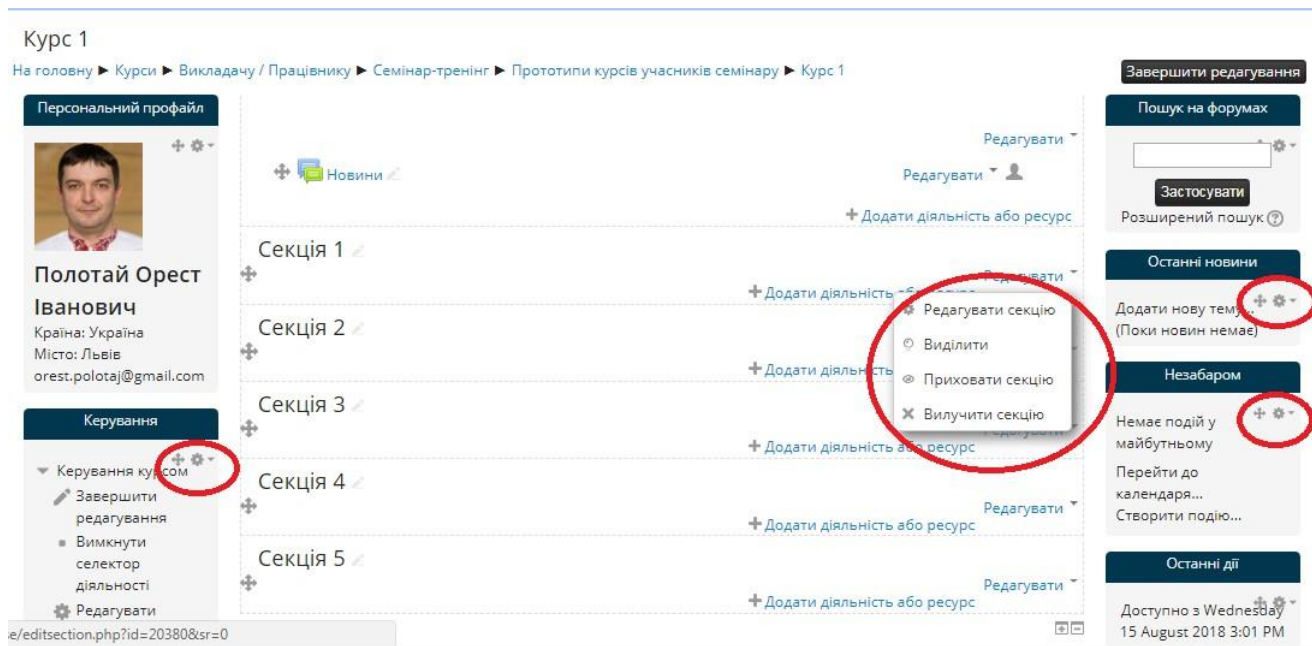 Курс 1
На головну ► Курси ► Викладачу / Працівнику ► Семінар-тренінг ► Прототипи курсів учасників семінару ► Курс 1
Завершити редагування
Персональний профайл
Полотай Орест
Іванович
Країна: Україна
Місто: Львів
orest.polotaj@gmail.com
Керування
Керування курсом
Завершити
редагування
Вимкнути
селектор
діяльності
Редагувати
se/editsection.php?id=20380&sr=0
Редагувати
Новини
Редагувати
Додати діяльність або ресурс
Секція 1
Редагувати
Додати діяльність або ресурс
Редагувати секцію
Виділити
Приховати секцію
Вилучити секцію
Секція 2
Додати діяльність
Секція 3
Редагувати
Додати діяльність або ресурс
Секція 4
Редагувати
Додати діяльність або ресурс
Секція 5
Редагувати
Додати діяльність або ресурс
Пошук на форумах
Застосувати
Розширений пошук
Останні новини
Додати нову тему...
(Поки новин немає)
Незабаром
Немає подій у
майбутньому
Перейти до
календаря...
Створити подію...
Останні дії
Доступно з Wednesday
15 August 2018 3:01 PM